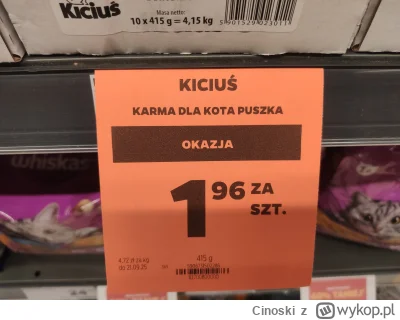 Kiciuś
Masa netto:
10 x 415 g = 4,15 kg
KICIUŚ
KARMA DLA KOTA PUSZKA
OKAZJA
1 96 ZA SZT.
whiskas
4,72 zł za kg
415 g
Cinoski z wykop.pl